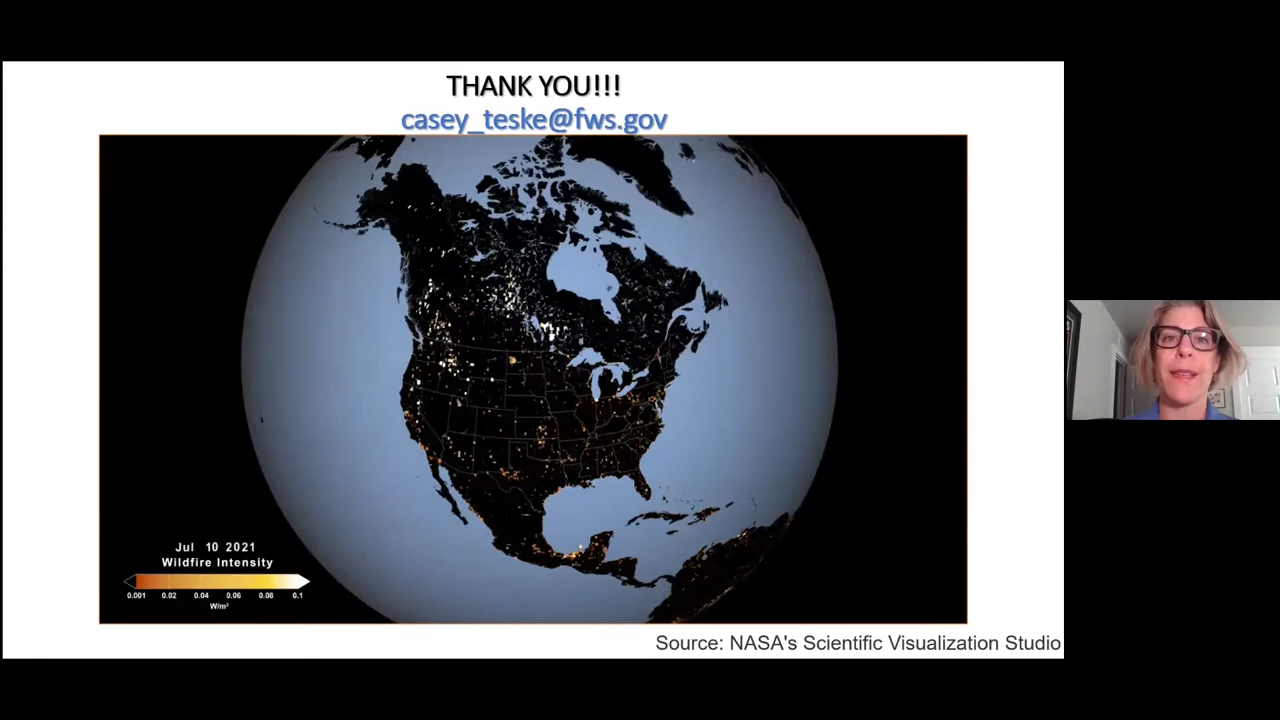 THANK YOU!!!
casey_teske@fws.gov
Jul 10 2021
Wildfire Intensity
0.001 0.02 0.04 0.06 0.08 0.1
W/m²
Source: NASA's Scientific Visualization Studio